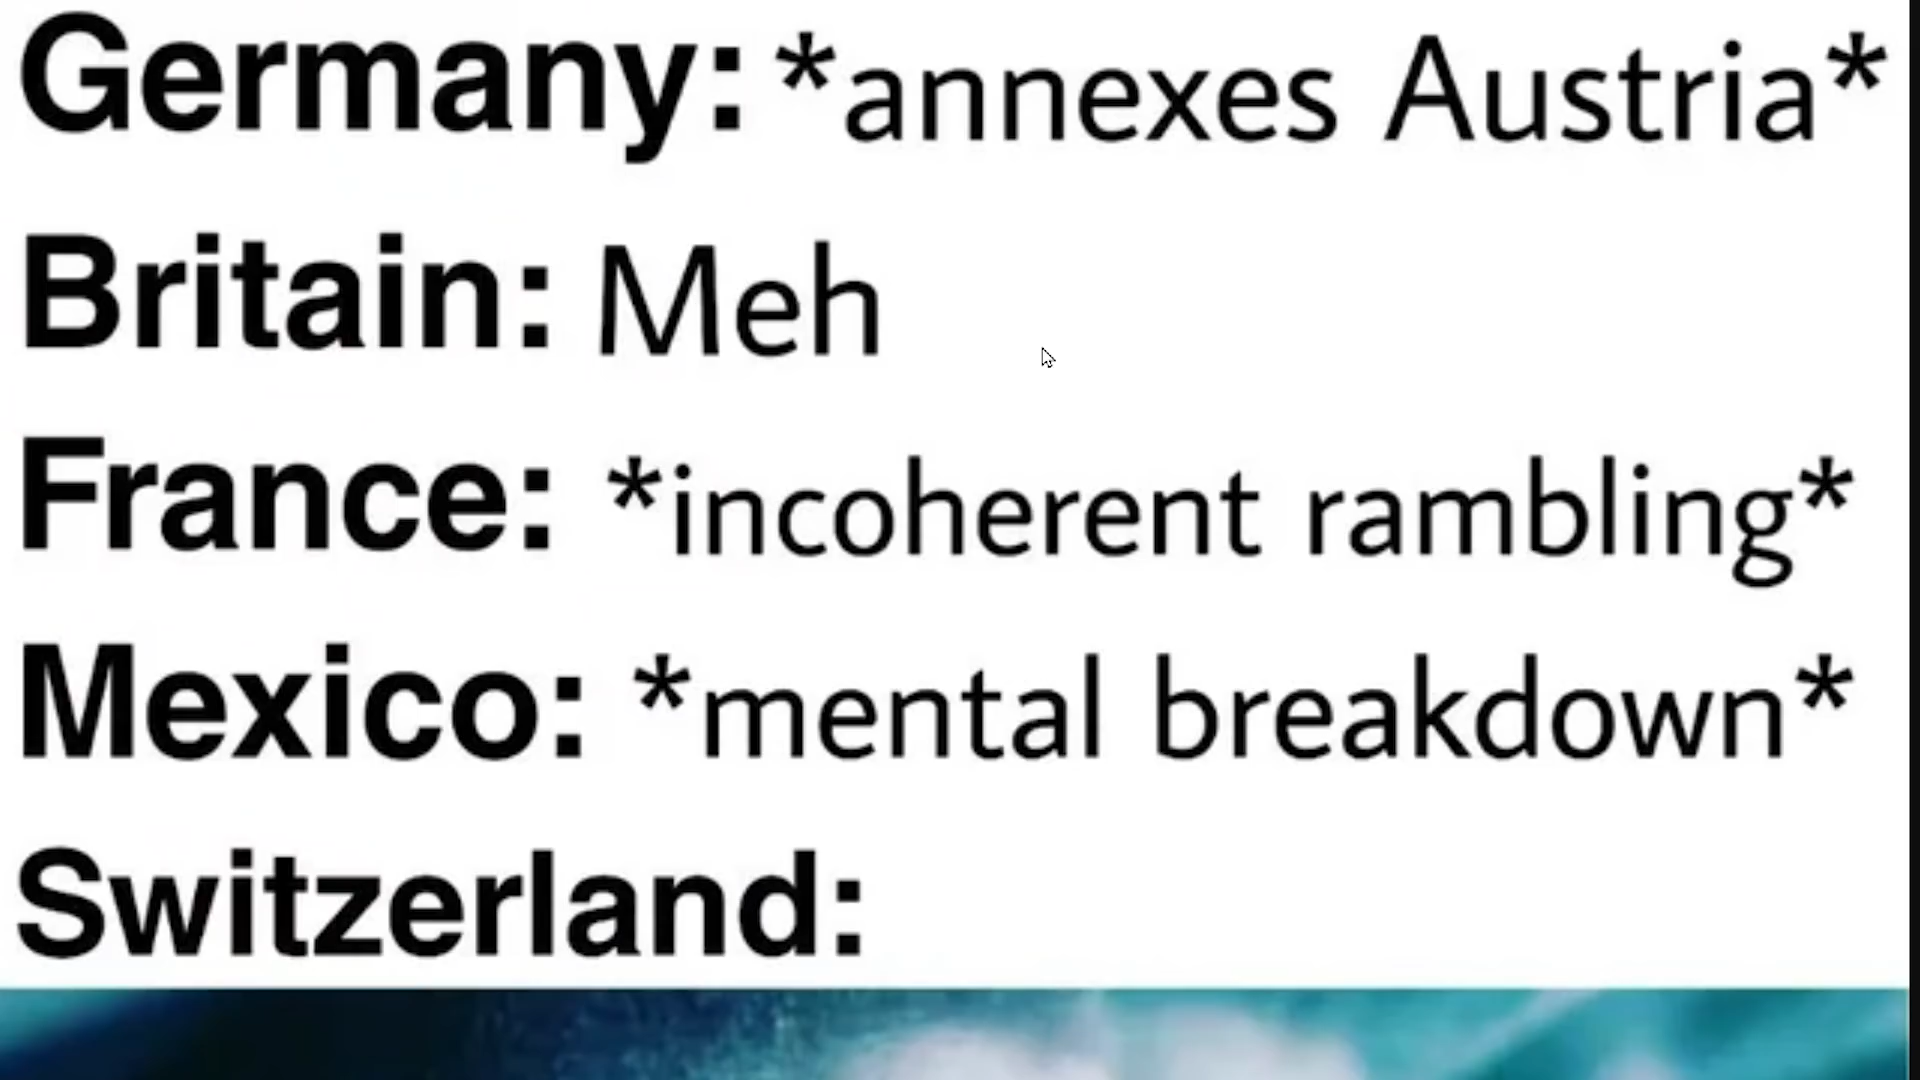 Germany: *annexes Austria*
Britain: Meh
France: *incoherent rambling*
Mexico: *mental breakdown*
Switzerland: